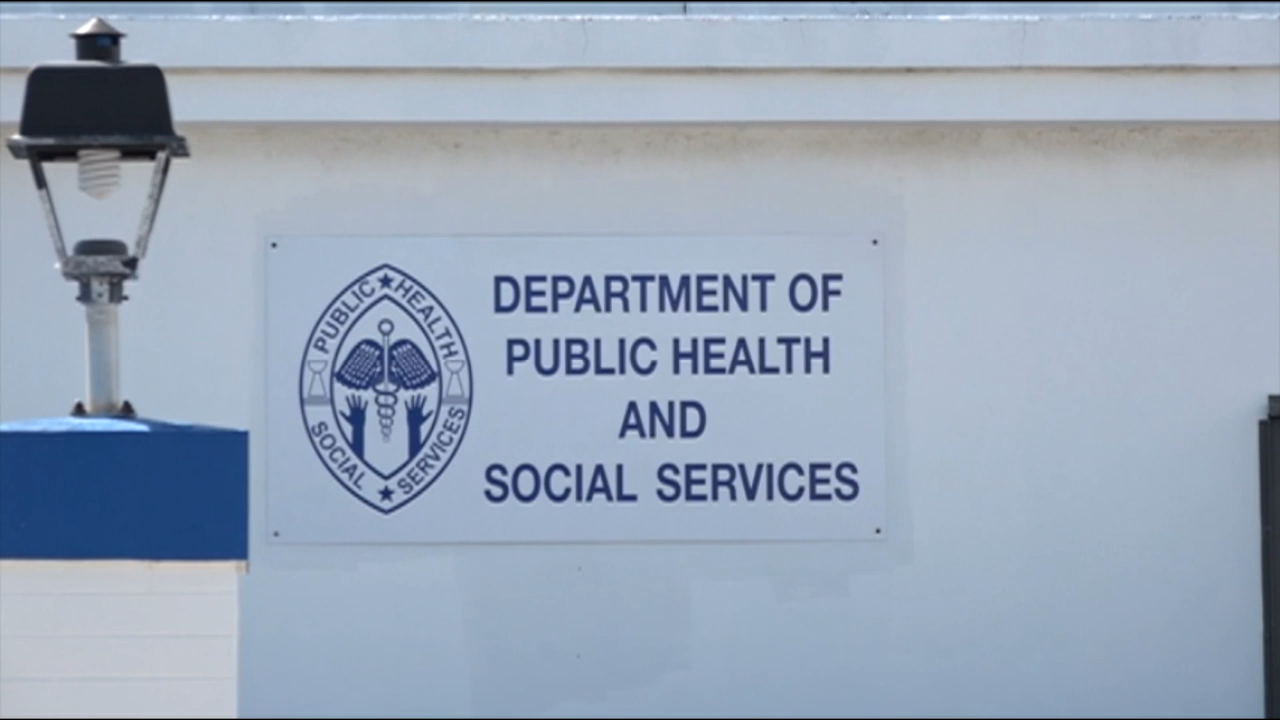 PUBLIC HEALTH
SOCIAL SERVICES
DEPARTMENT OF
PUBLIC HEALTH
AND
SOCIAL SERVICES